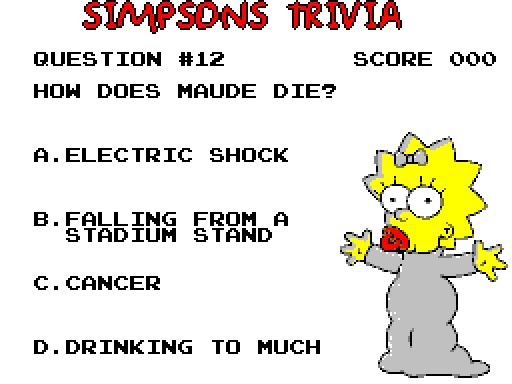 SIMPSONS TRIVIA
QUESTION #12 SCORE 000
HOW DOES MAUDE DIE?
A.ELECTRIC SHOCK
B.FALLING FROM A
STADIUM STAND
C.CANCER
D.DRINKING TO MUCH